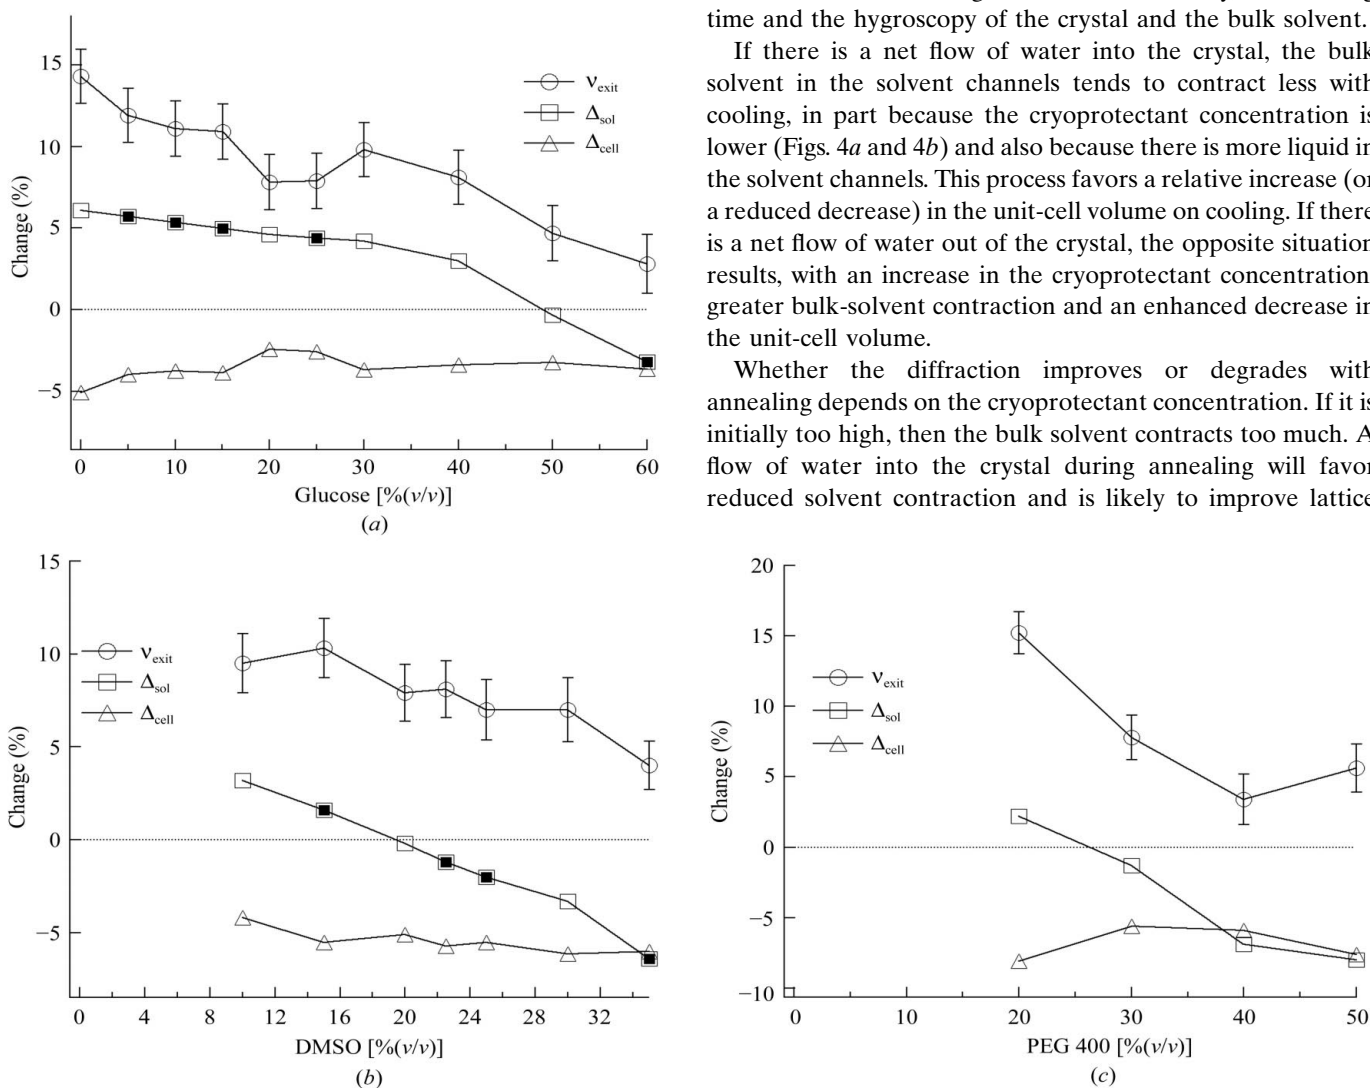 time and the hygroscopy of the crystal and the bulk solvent.
If there is a net flow of water into the crystal, the bulk
solvent in the solvent channels tends to contract less with
cooling, in part because the cryoprotectant concentration is
lower (Figs. 4a and 4b) and also because there is more liquid in
the solvent channels. This process favors a relative increase (or
a reduced decrease) in the unit-cell volume on cooling. If there
is a net flow of water out of the crystal, the opposite situation
results, with an increase in the cryoprotectant concentration
greater bulk-solvent contraction and an enhanced decrease in
the unit-cell volume.
Whether the diffraction improves or degrades with
annealing depends on the cryoprotectant concentration. If it is
initially too high, then the bulk solvent contracts too much. A
flow of water into the crystal during annealing will favor
reduced solvent contraction and is likely to improve lattice
15
10
5
0
−5
Change (%)
νexit
Δsol
Δcell
0 10 20 30 40 50 60
Glucose [%(v/v)]
(a)
15
10
5
0
−5
Change (%)
νexit
Δsol
Δcell
0 4 8 12 16 20 24 28 32
DMSO [%(v/v)]
(b)
20
15
10
5
0
−5
−10
Change (%)
νexit
Δsol
Δcell
0 10 20 30 40 50
PEG 400 [%(v/v)]
(c)